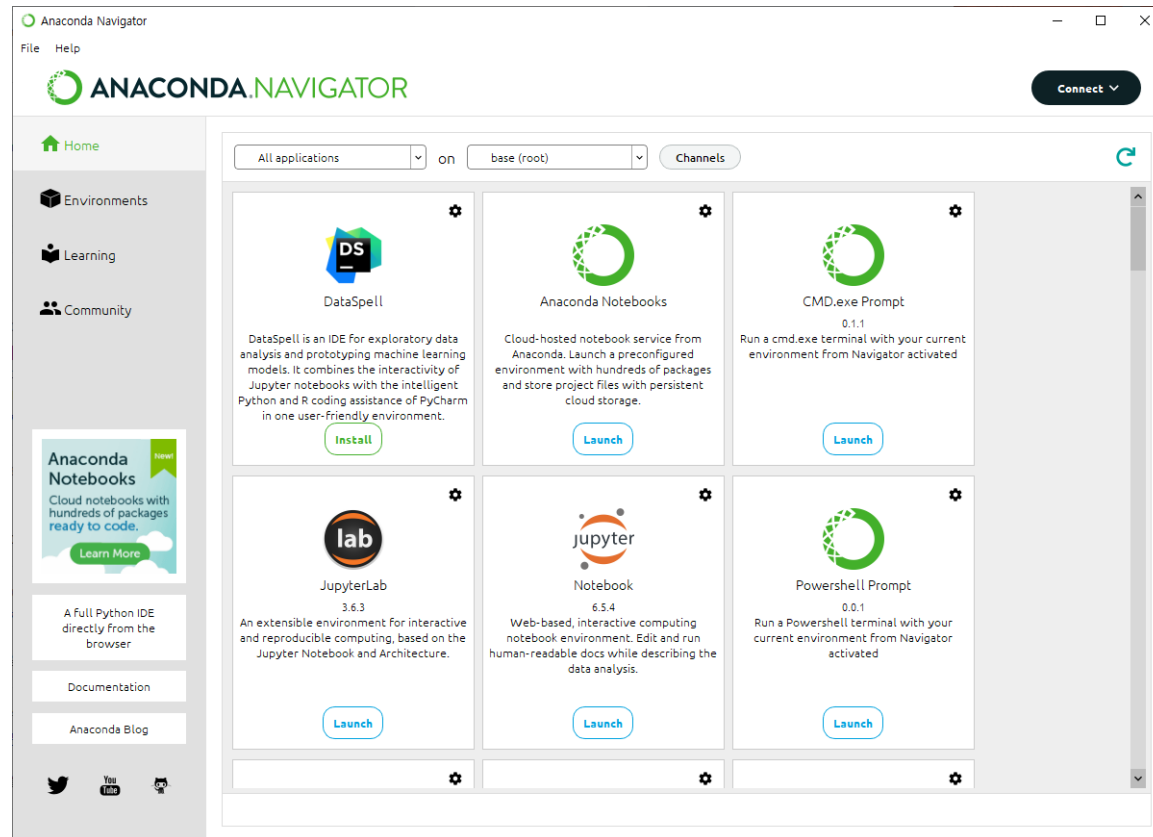 Anaconda Navigator
File Help
ANACONDA.NAVIGATOR
Connect
Home
Environments
Learning
Community
Anaconda
Notebooks
New!
Cloud notebooks with
hundreds of packages
ready to code.
Learn More
A full Python IDE
directly from the
browser
Documentation
Anaconda Blog
You
Tube
All applications on base (root) Channels
DS
DataSpell
DataSpell is an IDE for exploratory data
analysis and prototyping machine learning
models. It combines the interactivity of
Jupyter notebooks with the intelligent
Python and R coding assistance of PyCharm
in one user-friendly environment.
Install
Anaconda Notebooks
Cloud-hosted notebook service from
Anaconda. Launch a preconfigured
environment with hundreds of packages
and store project files with persistent
cloud storage.
Launch
CMD.exe Prompt
0.1.1
Run a cmd.exe terminal with your current
environment from Navigator activated
Launch
lab
JupyterLab
3.6.3
An extensible environment for interactive
and reproducible computing, based on the
Jupyter Notebook and Architecture.
Launch
jupyter
Notebook
6.5.4
Web-based, interactive computing
notebook environment. Edit and run
human-readable docs while describing the
data analysis.
Launch
Powershell Prompt
0.0.1
Run a Powershell terminal with your
current environment from Navigator
activated
Launch